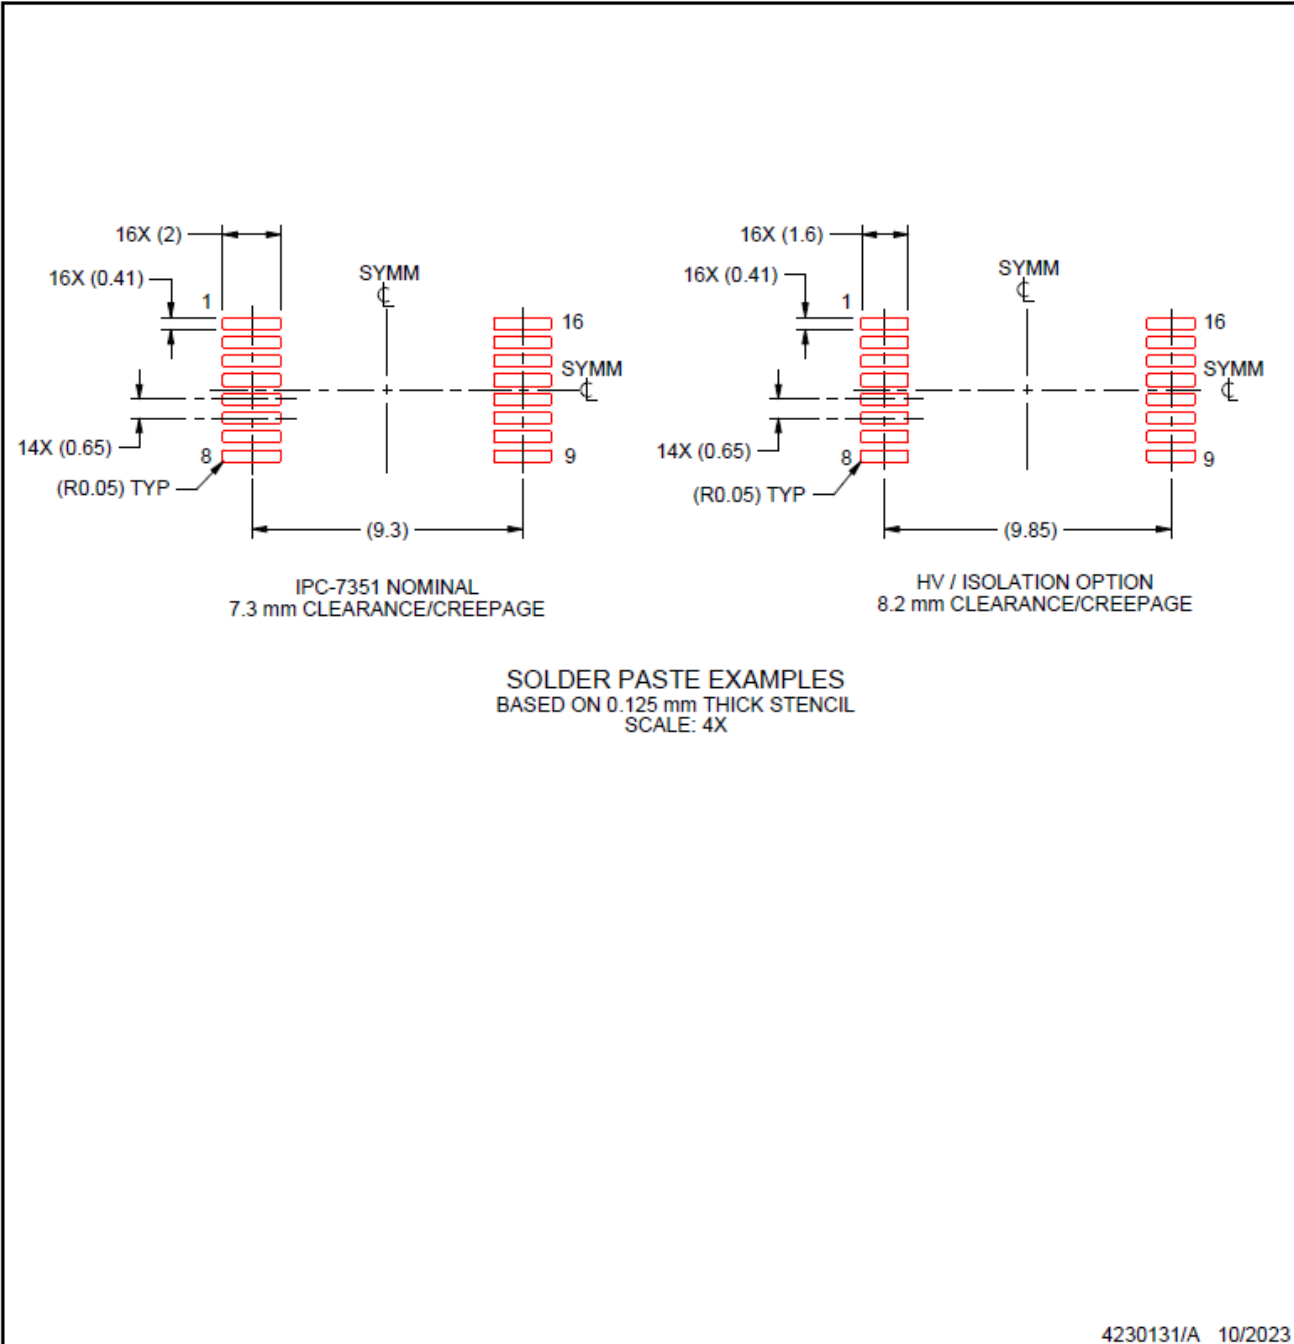 16X (2)
16X (0.41)
1
SYMM
℄
16
SYMM
℄
14X (0.65)
8
9
(R0.05) TYP
(9.3)
IPC-7351 NOMINAL
7.3 mm CLEARANCE/CREEPAGE
16X (1.6)
16X (0.41)
1
SYMM
℄
16
SYMM
℄
14X (0.65)
8
9
(R0.05) TYP
(9.85)
HV / ISOLATION OPTION
8.2 mm CLEARANCE/CREEPAGE
SOLDER PASTE EXAMPLES
BASED ON 0.125 mm THICK STENCIL
SCALE: 4X
4230131/A 10/2023